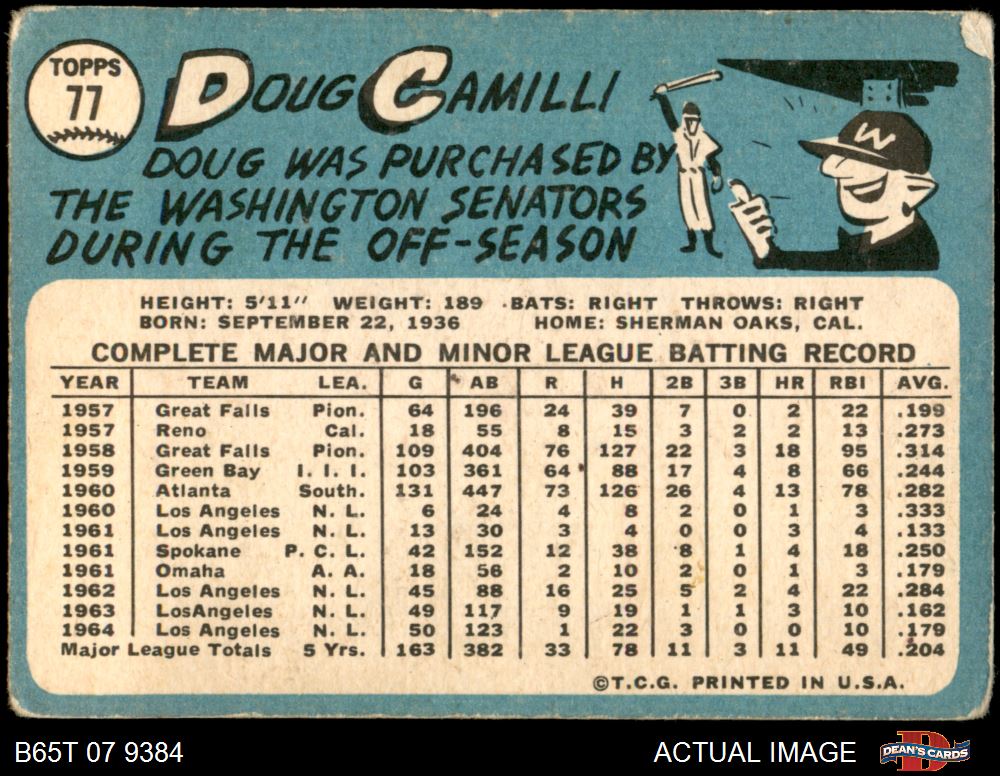 TOPPS
77
DOUG CAMILLI
DOUG WAS PURCHASED BY
THE WASHINGTON SENATORS
DURING THE OFF-SEASON
W
HEIGHT: 5'11" WEIGHT: 189 BATS: RIGHT THROWS: RIGHT
BORN: SEPTEMBER 22, 1936 HOME: SHERMAN OAKS, CAL.
COMPLETE MAJOR AND MINOR LEAGUE BATTING RECORD
YEAR TEAM LEA. G AB R H 2B 3B HR RBI AVG.
1957 Great Falls Pion. 64 196 24 39 7 0 2 22 .199
1957 Reno Cal. 18 55 8 15 3 2 2 13 .273
1958 Great Falls Pion. 109 404 76 127 22 3 18 95 .314
1959 Green Bay I. I. I. 103 361 64 88 17 4 8 66 .244
1960 Atlanta South. 131 447 73 126 26 4 13 78 .282
1960 Los Angeles N. L. 6 24 4 8 2 0 1 3 .333
1961 Los Angeles N. L. 13 30 3 4 0 0 3 4 .133
1961 Spokane P. C. L. 42 152 12 38 8 1 4 18 .250
1961 Omaha A. A. 18 56 2 10 2 0 1 3 .179
1962 Los Angeles N. L. 45 88 16 25 5 2 4 22 .284
1963 LosAngeles N. L. 49 117 9 19 1 1 3 10 .162
1964 Los Angeles N. L. 50 123 1 22 3 0 0 10 .179
Major League Totals 5 Yrs. 163 382 33 78 11 3 11 49 .204
©T.C.G. PRINTED IN U.S.A.
B65T 07 9384 ACTUAL IMAGE DEAN'S CARDS